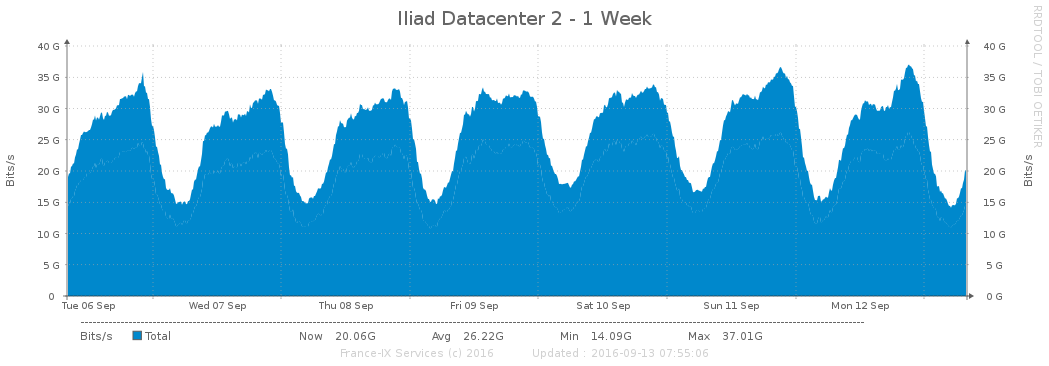 Iliad Datacenter 2 - 1 Week
RRDTOOL / TOBI OETIKER
40 G 40 G
35 G 35 G
30 G 30 G
25 G 25 G
20 G 20 G
15 G 15 G
10 G 10 G
5 G 5 G
0 0 G
Bits/s
Bits/s
Tue 06 Sep Wed 07 Sep Thu 08 Sep Fri 09 Sep Sat 10 Sep Sun 11 Sep Mon 12 Sep
Bits/s Total Now 20.06G Avg 26.22G Min 14.09G Max 37.01G
France-IX Services (c) 2016 Updated : 2016-09-13 07:55:06